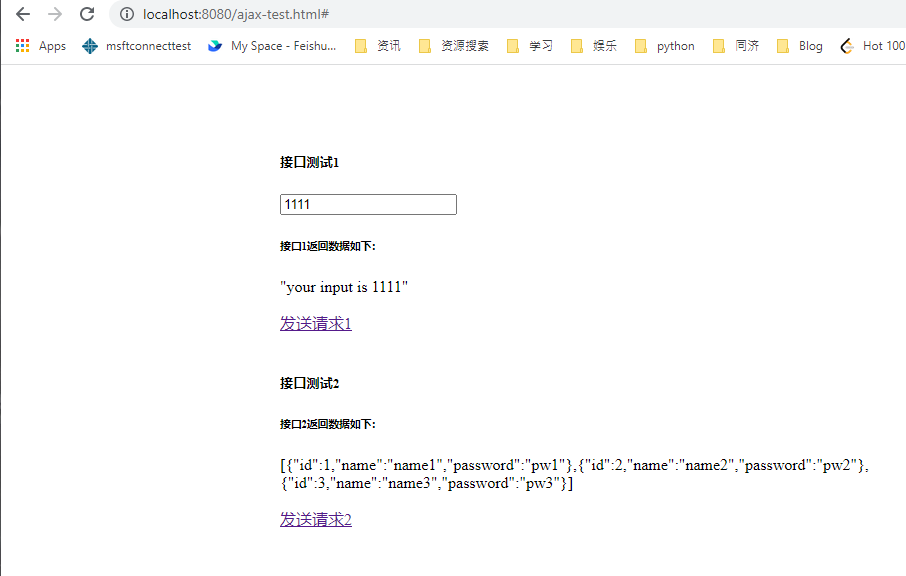 localhost:8080/ajax-test.html#
Apps msftconnecttest My Space - Feishu... 资讯 资源搜索 学习 娱乐 python 同济 Blog Hot 100
接口测试1
1111
接口1返回数据如下:
"your input is 1111"
发送请求1
接口测试2
接口2返回数据如下:
[{"id":1,"name":"name1","password":"pw1"},{"id":2,"name":"name2","password":"pw2"},
{"id":3,"name":"name3","password":"pw3"}]
发送请求2